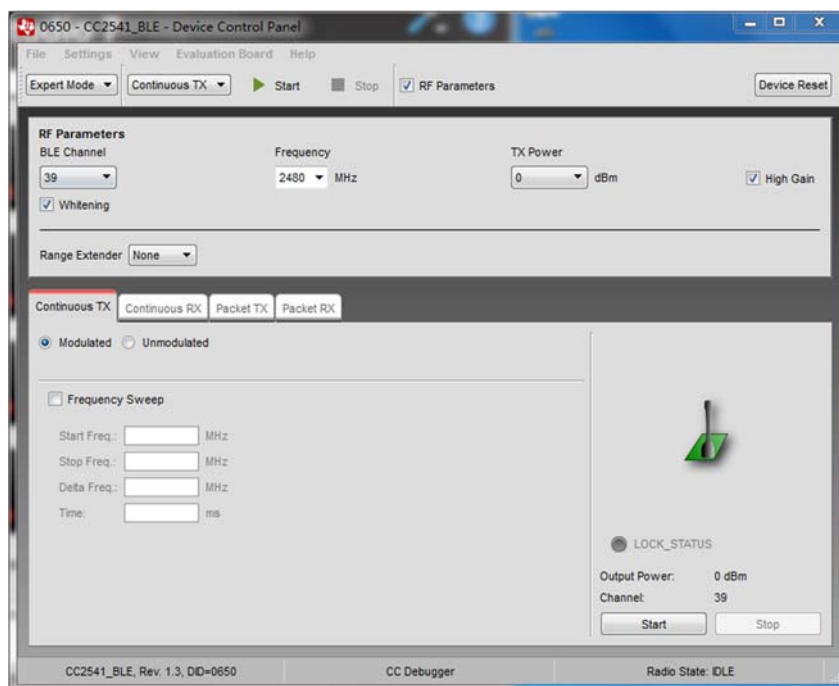 0650 - CC2541_BLE - Device Control Panel
File Settings View Evaluation Board Help
Expert Mode Continuous TX Start Stop RF Parameters Device Reset
RF Parameters
BLE Channel Frequency TX Power
39 2480 MHz 0 dBm High Gain
Whitening
Range Extender None
Continuous TX Continuous RX Packet TX Packet RX
Modulated Unmodulated
Frequency Sweep
Start Freq.: MHz
Stop Freq.: MHz
Delta Freq.: MHz
Time: ms
LOCK_STATUS
Output Power: 0 dBm
Channel: 39
Start Stop
CC2541_BLE, Rev. 1.3, DID=0650 CC Debugger Radio State: IDLE